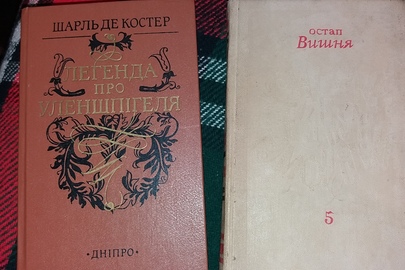 ШАРЛЬ ДЕ КОСТЕР
ЛЕГЕНДА
ПРО
УЛЕНШПІГЕЛЯ
•ДНІПРО•
ОСТАП
Вишня
5